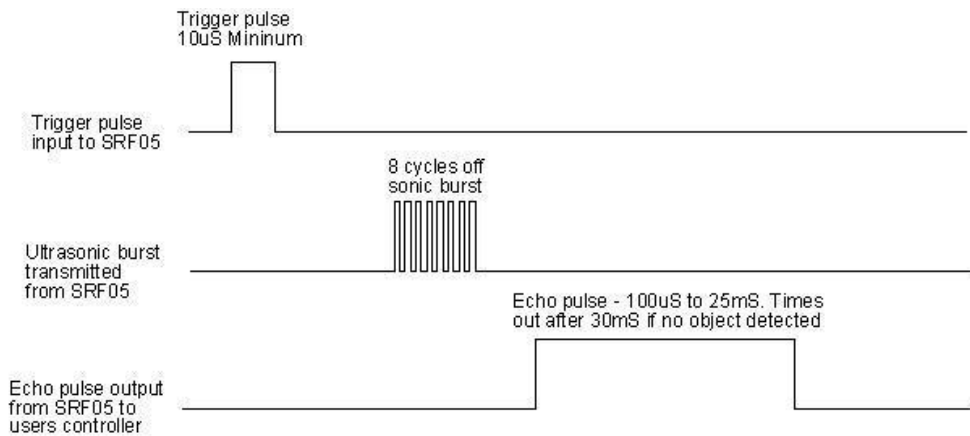 Trigger pulse
10uS Mininum
Trigger pulse
input to SRF05
8 cycles off
sonic burst
Ultrasonic burst
transmitted
from SRF05
Echo pulse - 100uS to 25mS. Times
out after 30mS if no object detected
Echo pulse output
from SRF05 to
users controller